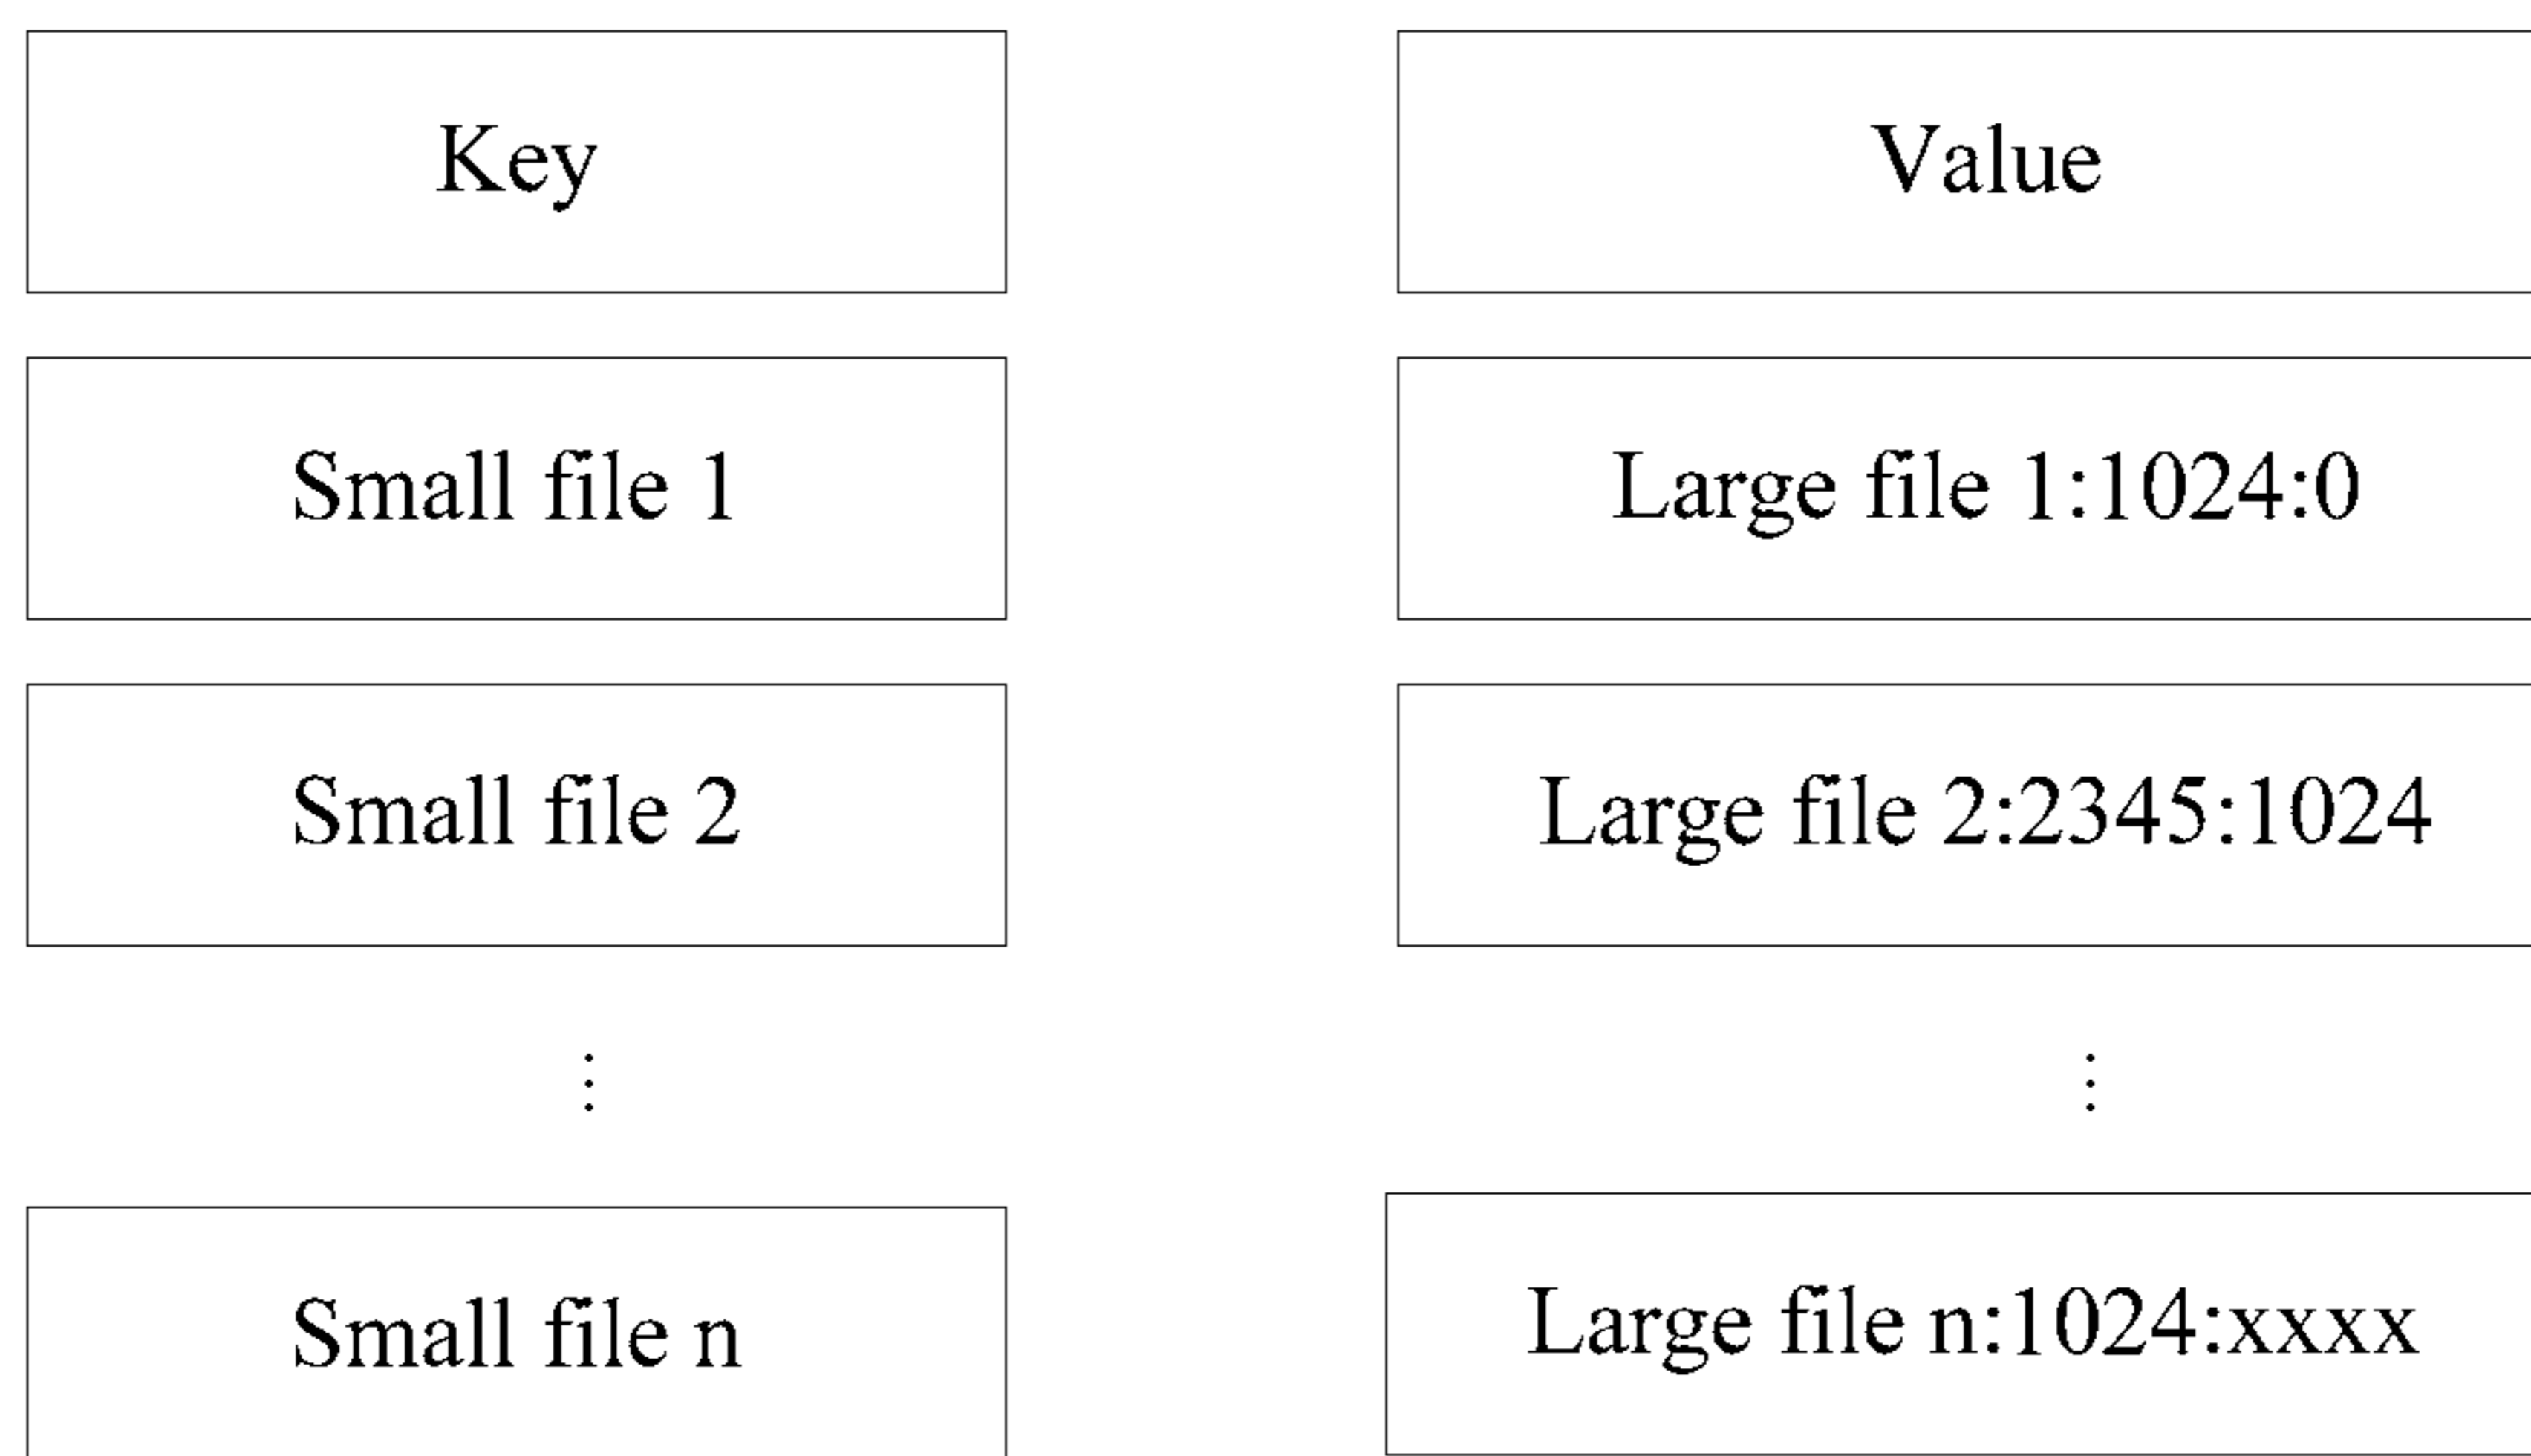 Key
Value
Small file 1
Large file 1:1024:0
Small file 2
Large file 2:2345:1024
⋮
⋮
Small file n
Large file n:1024:xxxx